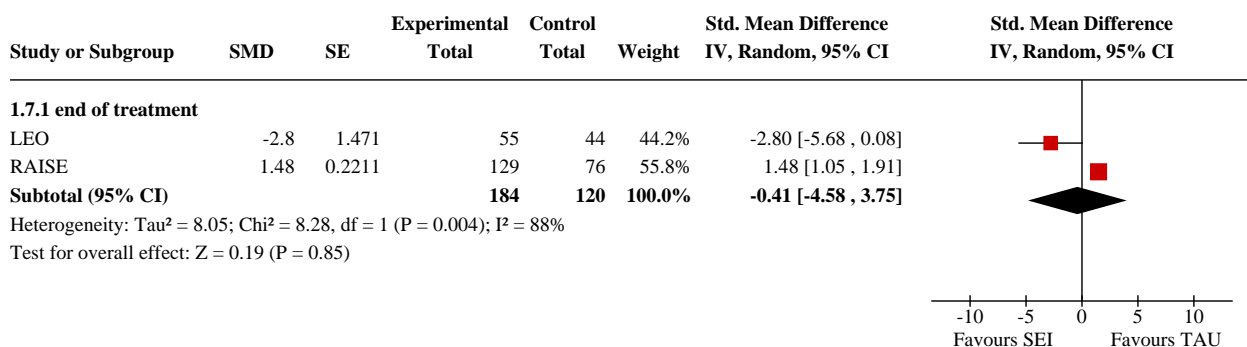 Experimental Control Std. Mean Difference Std. Mean Difference
Study or Subgroup SMD SE Total Total Weight IV, Random, 95% CI IV, Random, 95% CI
1.7.1 end of treatment
LEO -2.8 1.471 55 44 44.2% -2.80 [-5.68 , 0.08]
RAISE 1.48 0.2211 129 76 55.8% 1.48 [1.05 , 1.91]
Subtotal (95% CI) 184 120 100.0% -0.41 [-4.58 , 3.75]
Heterogeneity: Tau² = 8.05; Chi² = 8.28, df = 1 (P = 0.004); I² = 88%
Test for overall effect: Z = 0.19 (P = 0.85)
-10 -5 0 5 10
Favours SEI Favours TAU